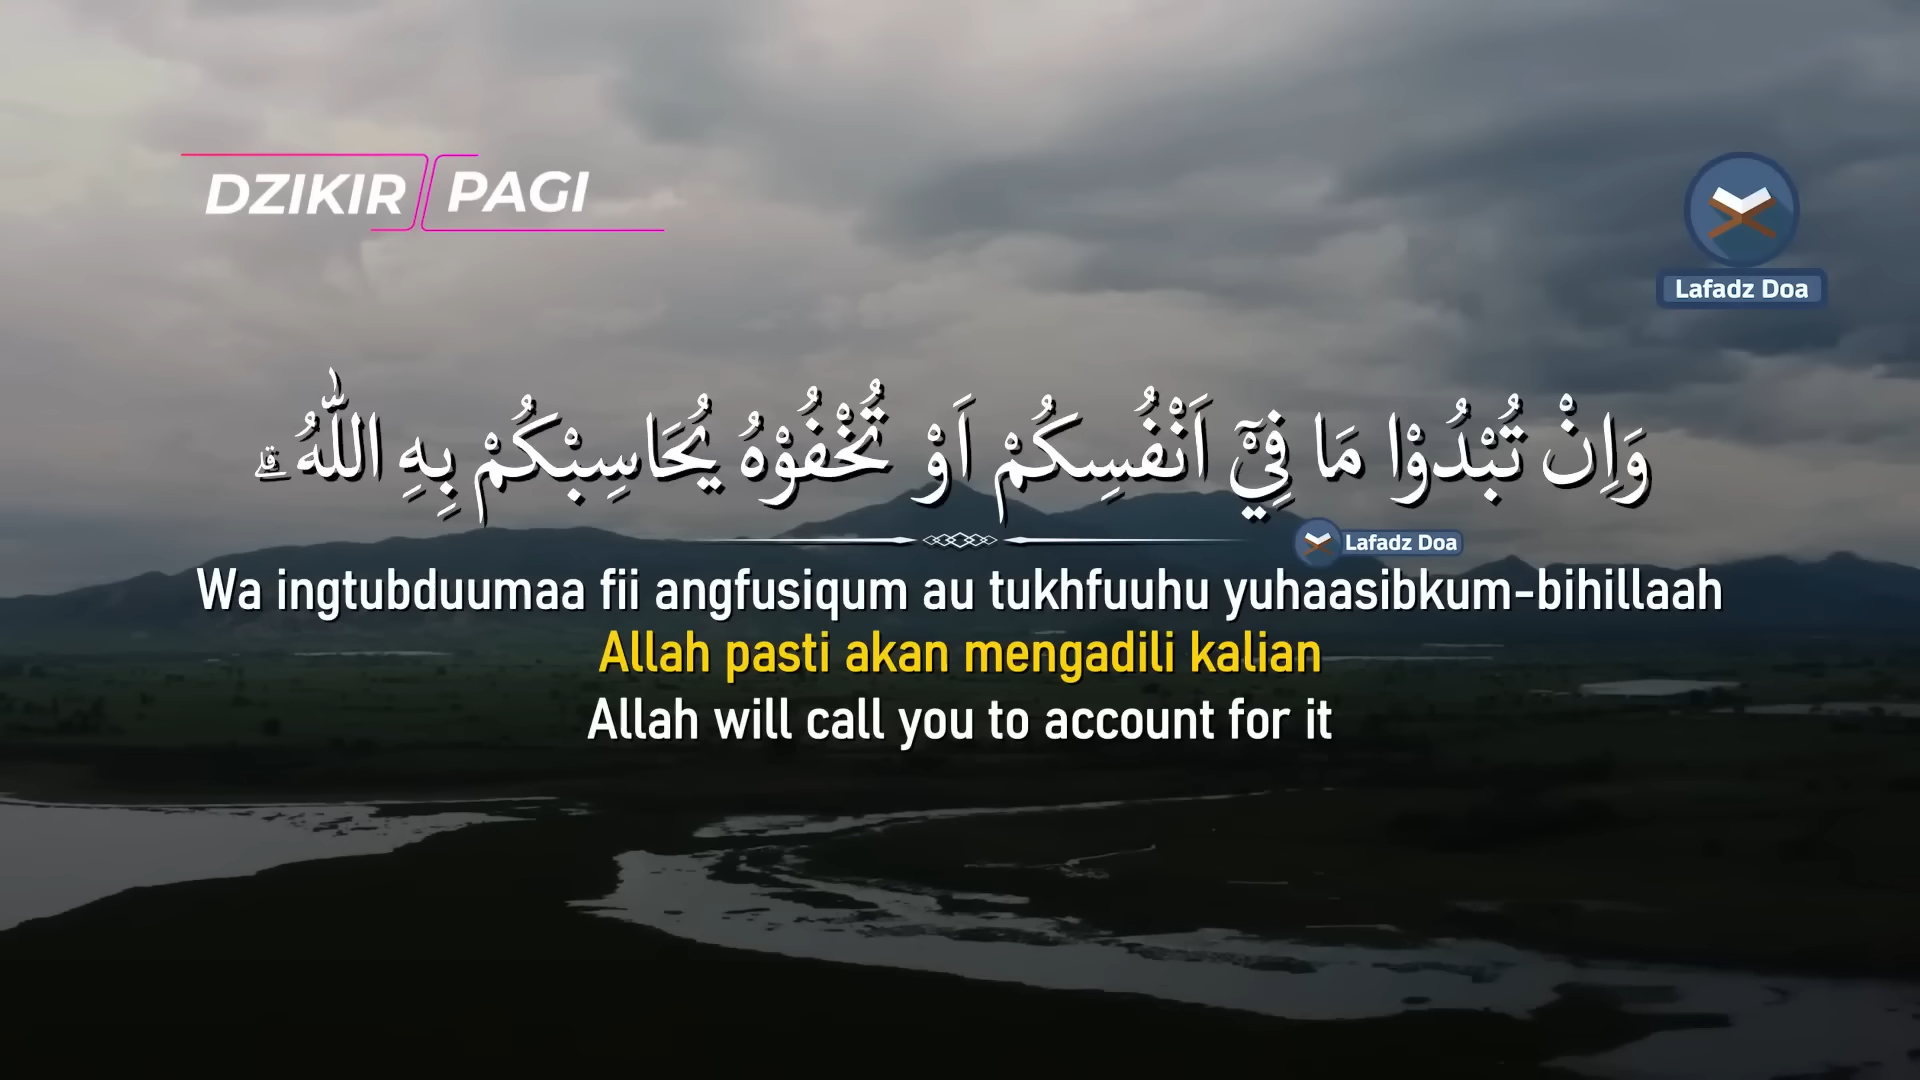 DZIKIR PAGI
Lafadz Doa
وَاِنْ تُبْدُوْا مَا فِيْٓ اَنْفُسِكُمْ اَوْ تُخْفُوْهُ يُحَاسِبْكُمْ بِهِ اللّٰهُ ۗ
Lafadz Doa
Wa ingtubduumaa fii angfusiqum au tukhfuuhu yuhaasibkum-bihillaah
Allah pasti akan mengadili kalian
Allah will call you to account for it